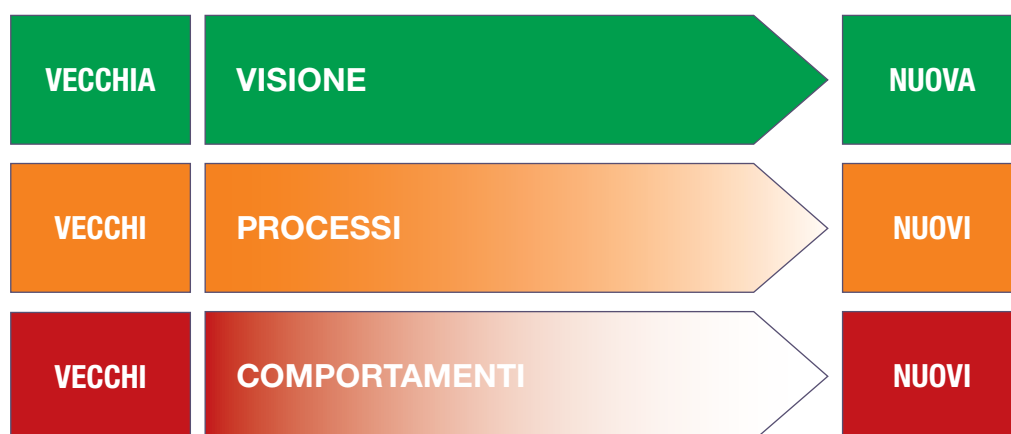 VECCHIA VISIONE NUOVA
VECCHI PROCESSI NUOVI
VECCHI COMPORTAMENTI NUOVI